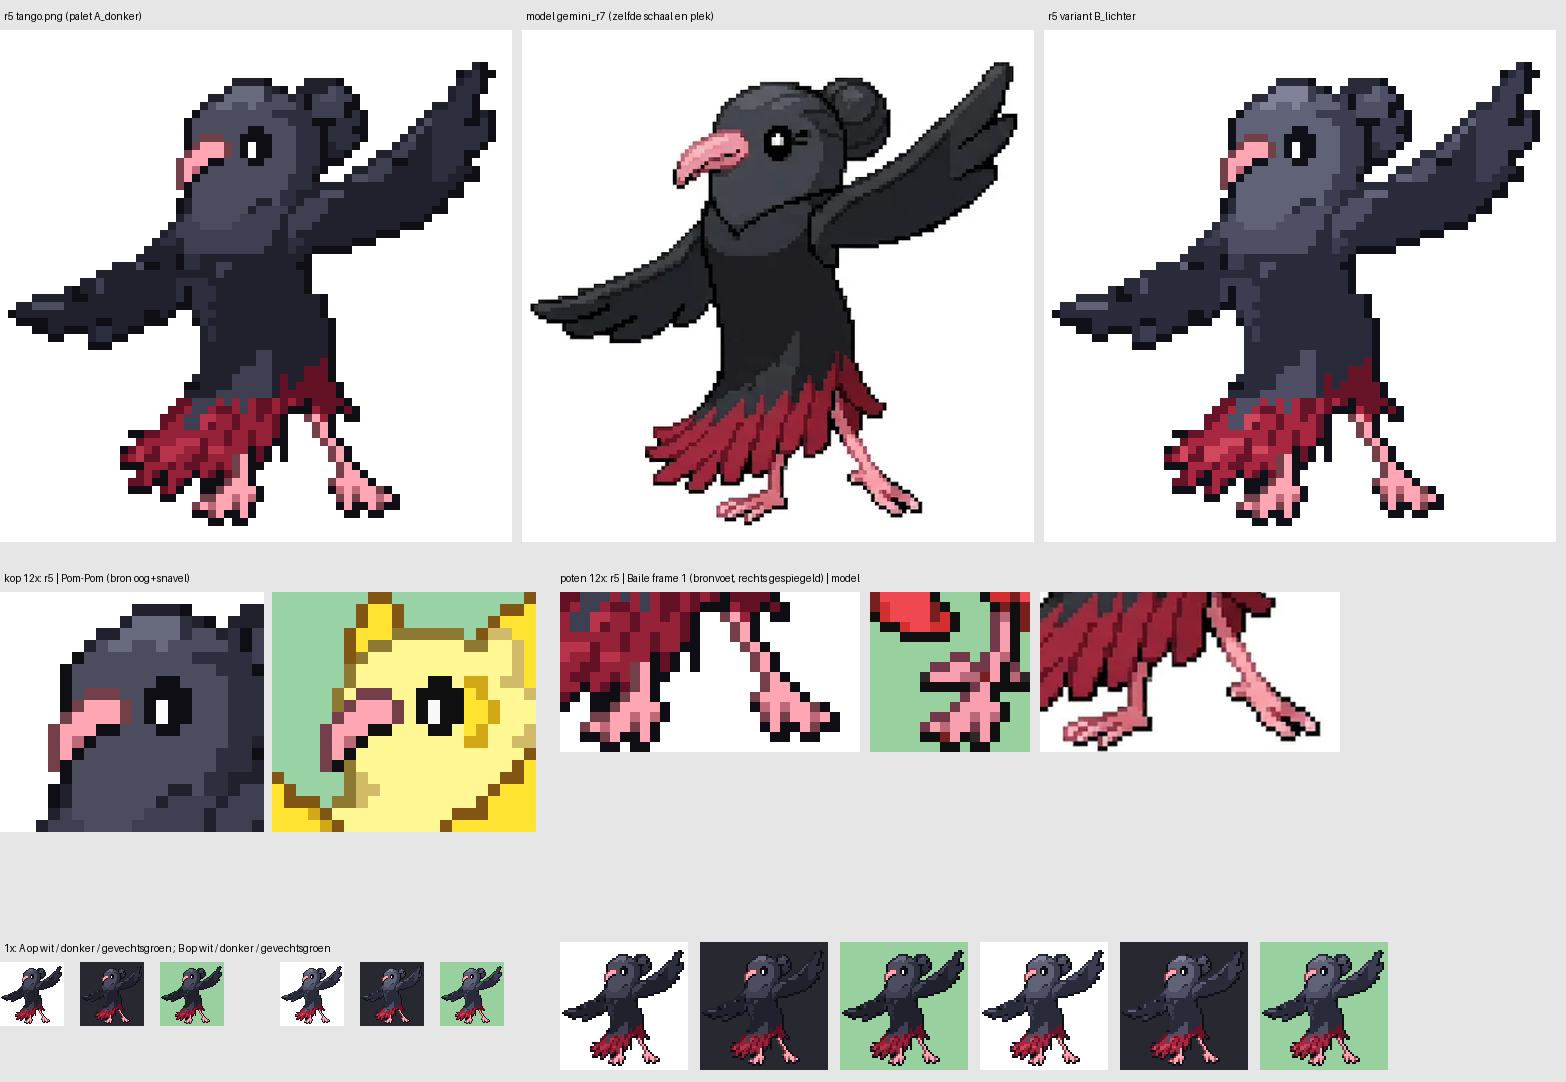 r5 tango.png (palet A_donker)
model gemini_r7 (zelfde schaal en plek)
r5 variant B_lichter
kop 12x: r5 | Pom-Pom (bron oog+snavel)
poten 12x: r5 | Baile frame 1 (bronvoet, rechts gespiegeld) | model
1x: A op wit / donker / gevechtsgroen; B op wit / donker / gevechtsgroen